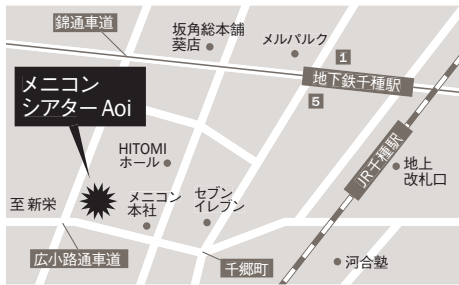 錦通車道
坂角総本舗
葵店
メルパルク
1
地下鉄千種駅
5
メニコン
シアター Aoi
HITOMI
ホール
JR千種駅
地上
改札口
至 新栄
メニコン
本社
セブン
イレブン
広小路通車道
千郷町
河合塾